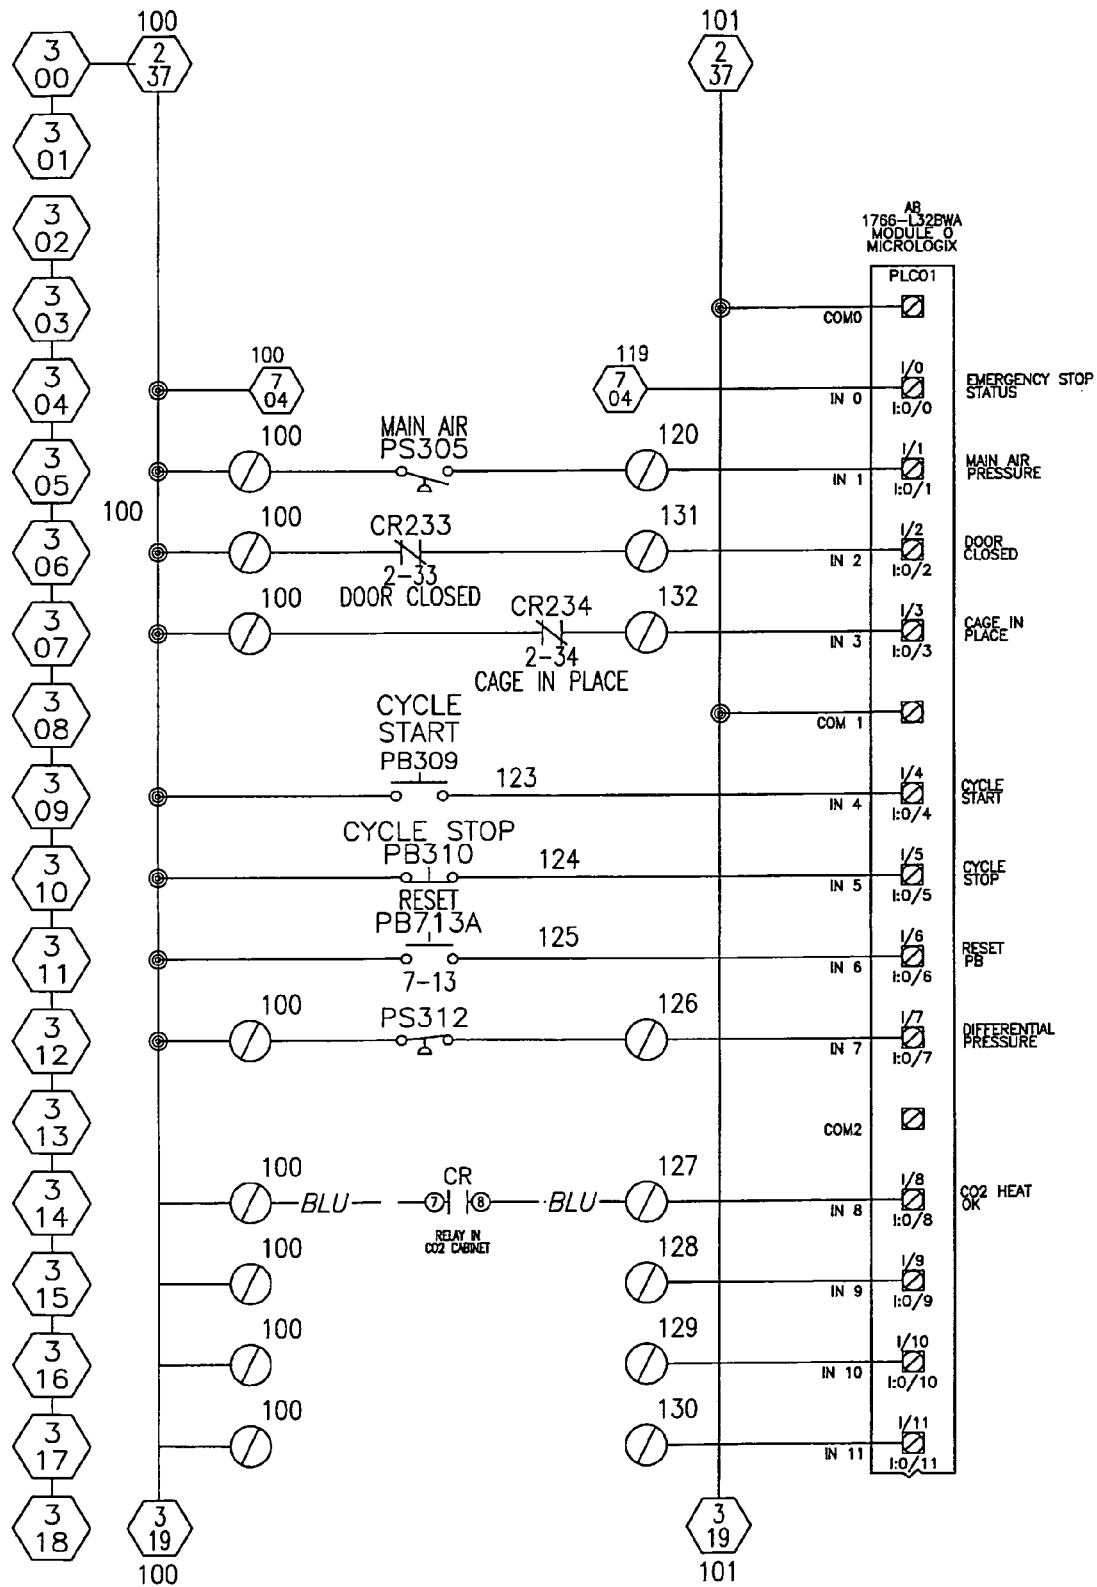 100
101
3
00
2
37
2
37
3
01
3
02
AB
1766-L32BWA
MODULE 0
MICROLOGIX
PLC01
3
03
COM0
100
119
3
04
7
04
7
04
IN 0
I/0
I:0/0
EMERGENCY STOP
STATUS
MAIN AIR
PS305
100
120
3
05
IN 1
I/1
I:0/1
MAIN AIR
PRESSURE
100
100
CR233
131
3
06
2-33
DOOR CLOSED
IN 2
I/2
I:0/2
DOOR
CLOSED
100
CR234
132
3
07
2-34
CAGE IN PLACE
IN 3
I/3
I:0/3
CAGE IN
PLACE
3
08
COM 1
CYCLE
START
PB309
123
3
09
IN 4
I/4
I:0/4
CYCLE
START
CYCLE STOP
PB310
124
3
10
IN 5
I/5
I:0/5
CYCLE
STOP
RESET
PB713A
125
3
11
7-13
IN 6
I/6
I:0/6
RESET
PB
100
PS312
126
3
12
IN 7
I/7
I:0/7
DIFFERENTIAL
PRESSURE
3
13
COM2
100
CR
127
3
14
BLU
7
8
BLU
RELAY IN
CO2 CABINET
IN 8
I/8
I:0/8
CO2 HEAT
OK
100
128
3
15
IN 9
I/9
I:0/9
100
129
3
16
IN 10
I/10
I:0/10
100
130
3
17
IN 11
I/11
I:0/11
3
18
3
19
3
19
100
101